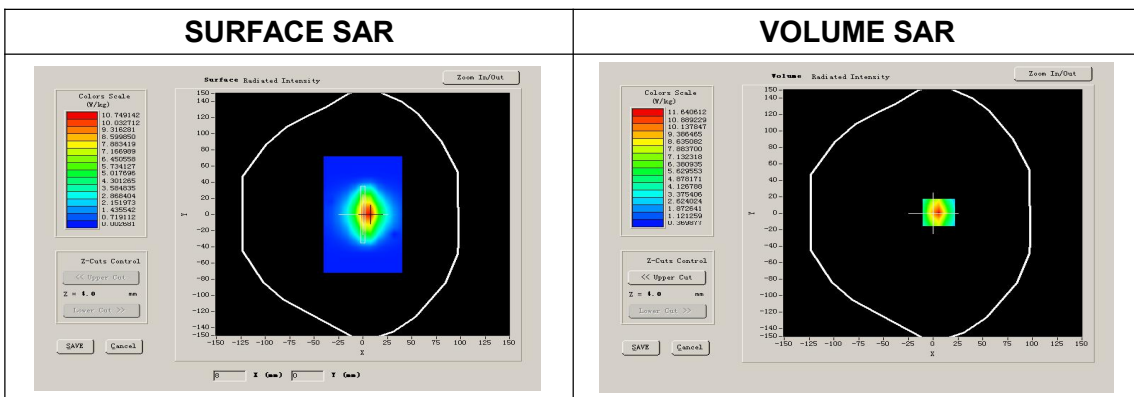 SURFACE SAR
VOLUME SAR
Surface Radiated Intensity
Zoom In/Out
Colors Scale
(W/kg)
10.749142
10.032712
9.316281
8.599850
7.883419
7.166989
6.450558
5.734127
5.017696
4.301265
3.584835
2.868404
2.151973
1.435542
0.719112
0.002681
Z-Cuts Control
<< Upper Cut
Z = 4.0 mm
Lower Cut >>
SAVE
Cancel
150
140
120
100
80
60
40
20
Y 0
-20
-40
-60
-80
-100
-120
-140
-150
-150 -125 -100 -75 -50 -25 0 25 50 75 100 125 150
X
8 X (mm) 0 Y (mm)
Volume Radiated Intensity
Zoom In/Out
Colors Scale
(W/kg)
11.640612
10.889229
10.137847
9.386465
8.635082
7.883700
7.132318
6.380935
5.629553
4.878171
4.126788
3.375406
2.624024
1.872641
1.121259
0.369877
Z-Cuts Control
<< Upper Cut
Z = 4.0 mm
Lower Cut >>
SAVE
Cancel
150
140
120
100
80
60
40
20
Y 0
-20
-40
-60
-80
-100
-120
-140
-150
-150 -125 -100 -75 -50 -25 0 25 50 75 100 125 150
X